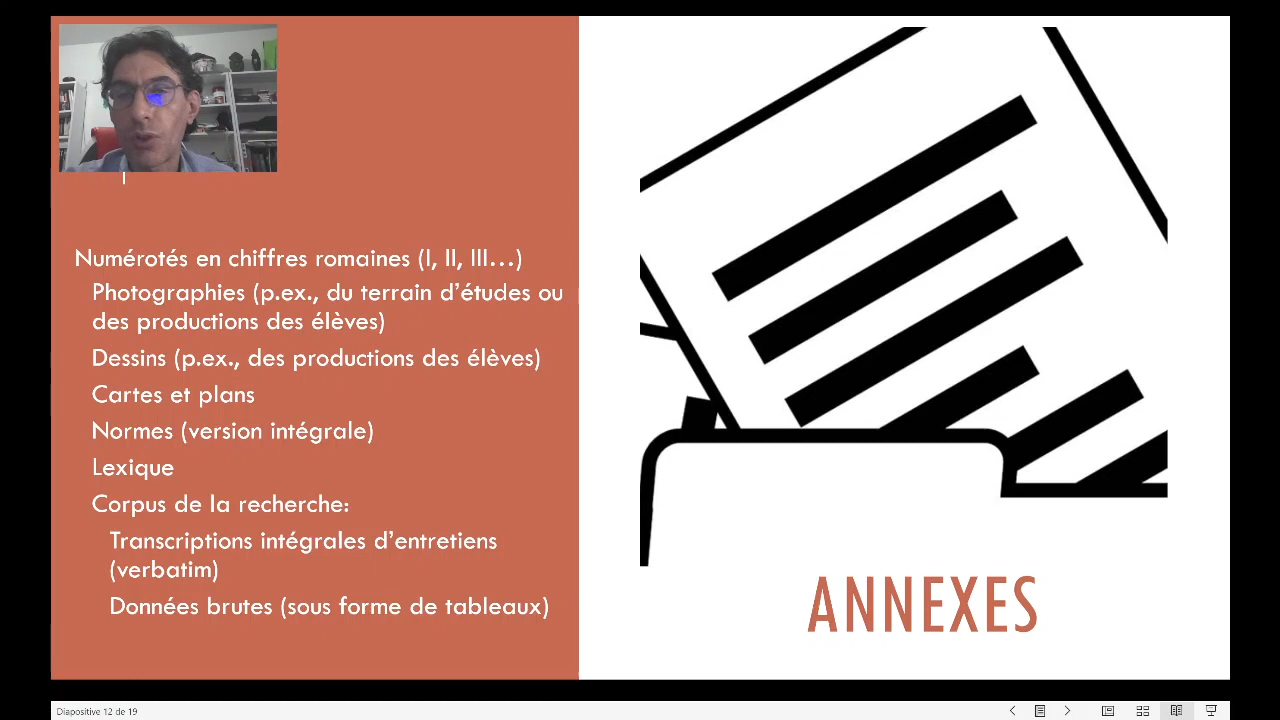 Numérotés en chiffres romaines (I, II, III...)
Photographies (p.ex., du terrain d'études ou
des productions des élèves)
Dessins (p.ex., des productions des élèves)
Cartes et plans
Normes (version intégrale)
Lexique
Corpus de la recherche:
Transcriptions intégrales d'entretiens
(verbatim)
Données brutes (sous forme de tableaux)
ANNEXES
Diapositive 12 de 19